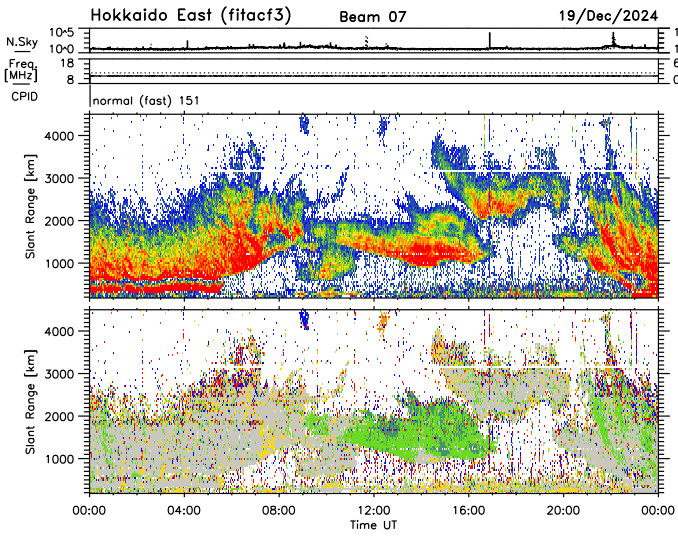 Hokkaido East (fitacf3) Beam 07 19/Dec/2024
N.Sky 10^5 10^0 1 1
Freq. [MHz] 18 8 6 0
CPID normal (fast) 151
Slant Range [km] 4000 3000 2000 1000
Slant Range [km] 4000 3000 2000 1000
00:00 04:00 08:00 12:00 16:00 20:00 00:00
Time UT